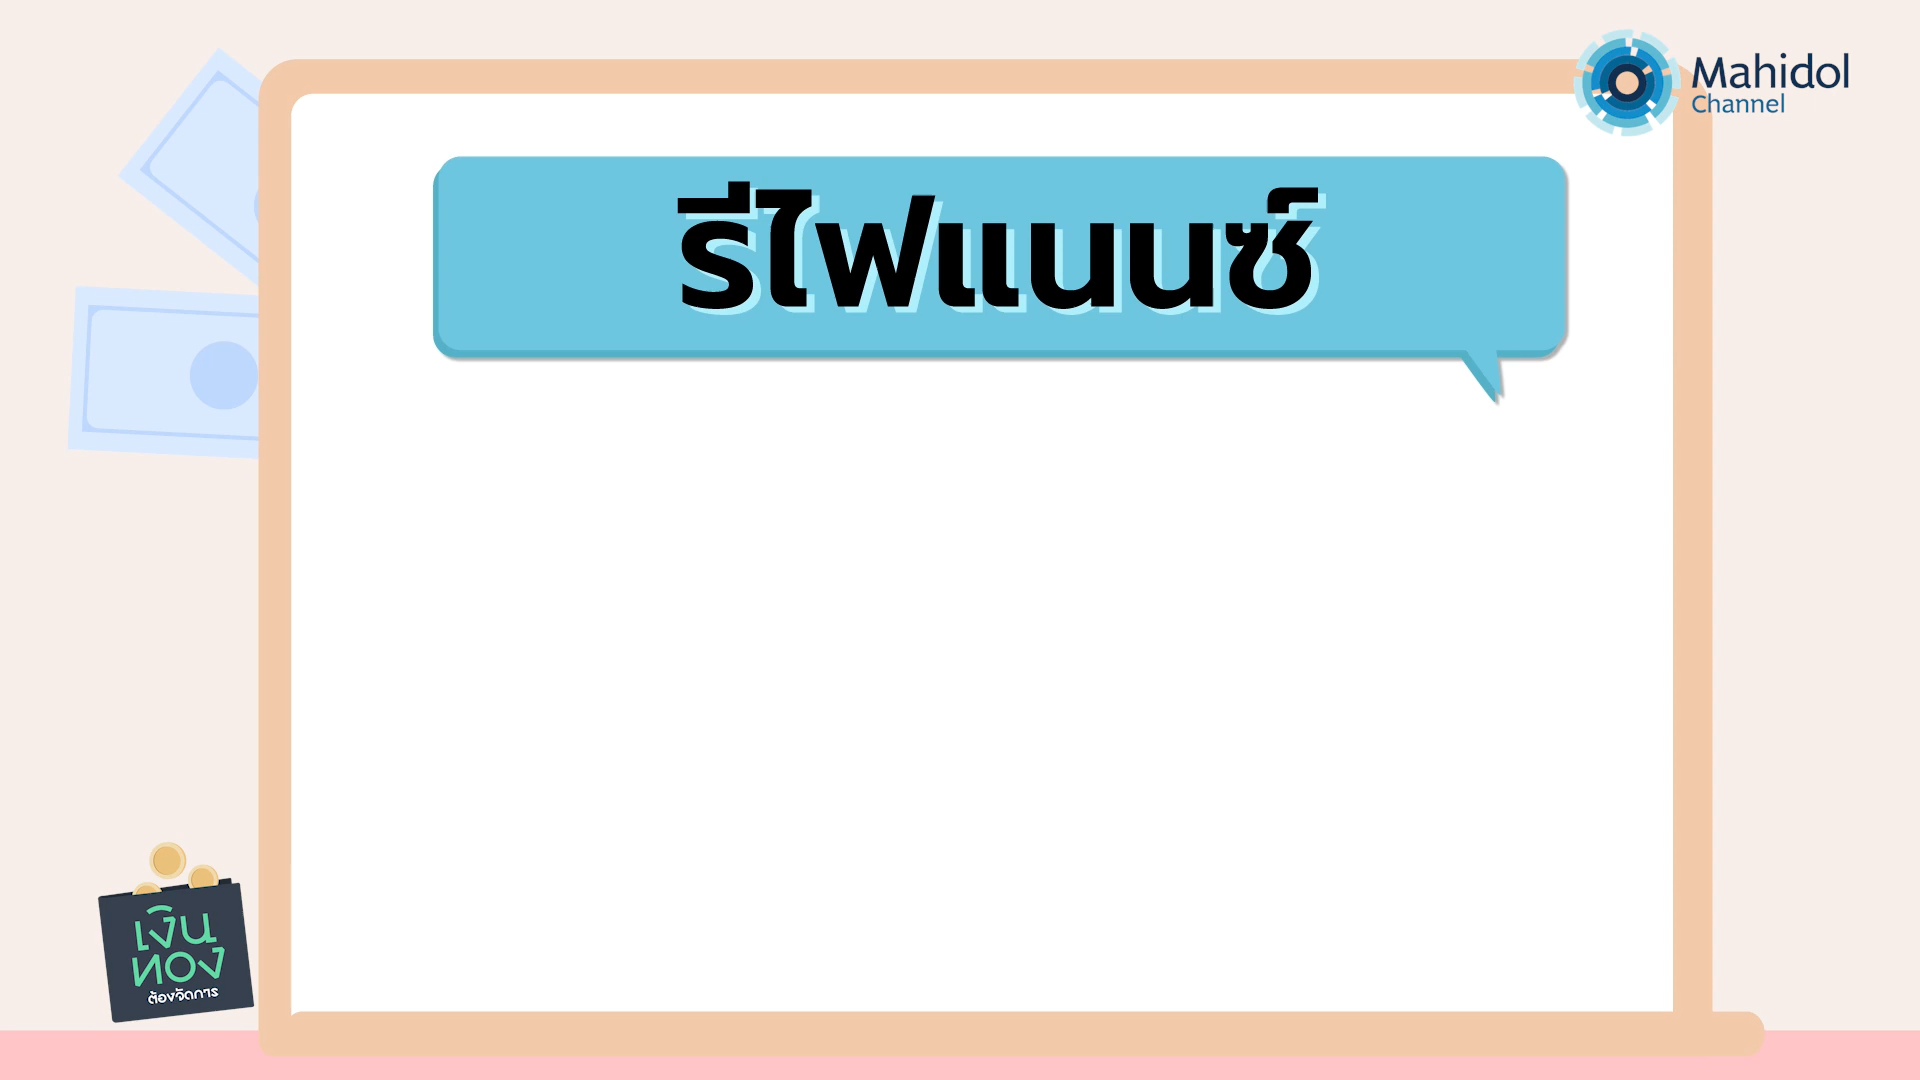 Mahidol
Channel
รีไฟแนนซ์
เงิน
ทอง
ต้องจัดการ